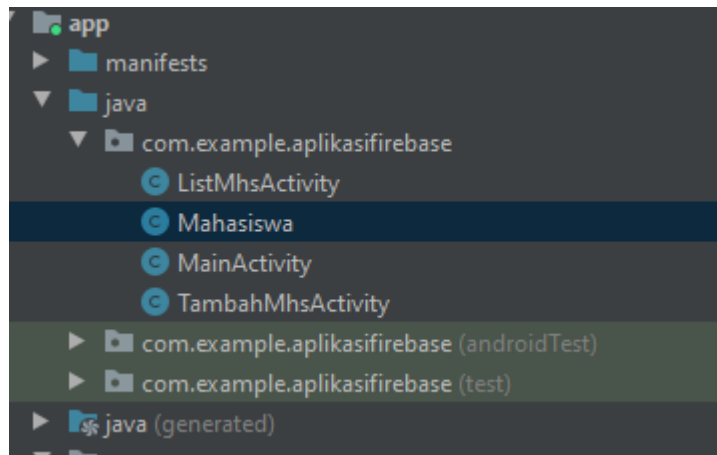 app
manifests
java
com.example.aplikasifirebase
C ListMhsActivity
C Mahasiswa
C MainActivity
C TambahMhsActivity
com.example.aplikasifirebase (androidTest)
com.example.aplikasifirebase (test)
java (generated)